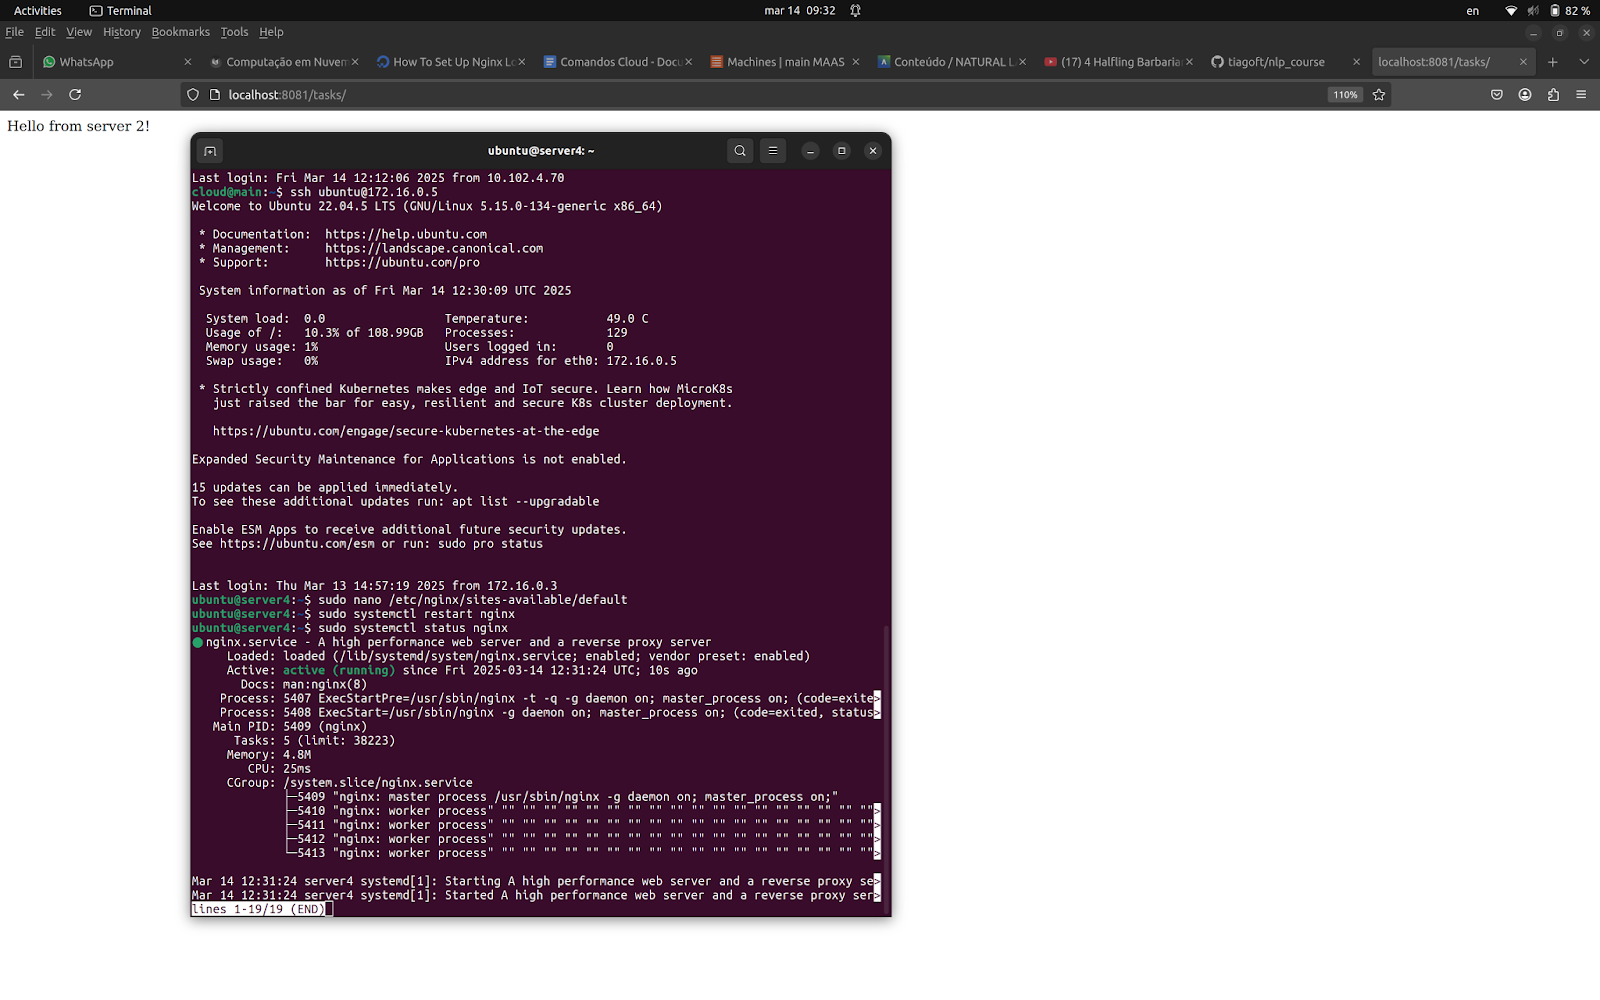 Activities Terminal mar 14 09:32 en 82 %
File Edit View History Bookmarks Tools Help
WhatsApp Computação em Nuvem How To Set Up Nginx Lo Comandos Cloud - Docu Machines | main MAAS Conteúdo / NATURAL L (17) 4 Halfling Barbaria tiagoft/nlp_course localhost:8081/tasks/
localhost:8081/tasks/ 110%
Hello from server 2!
ubuntu@server4: ~
Last login: Fri Mar 14 12:12:06 2025 from 10.102.4.70
cloud@main:~$ ssh ubuntu@172.16.0.5
Welcome to Ubuntu 22.04.5 LTS (GNU/Linux 5.15.0-134-generic x86_64)
* Documentation: https://help.ubuntu.com
* Management: https://landscape.canonical.com
* Support: https://ubuntu.com/pro
System information as of Fri Mar 14 12:30:09 UTC 2025
System load: 0.0 Temperature: 49.0 C
Usage of /: 10.3% of 108.99GB Processes: 129
Memory usage: 1% Users logged in: 0
Swap usage: 0% IPv4 address for eth0: 172.16.0.5
* Strictly confined Kubernetes makes edge and IoT secure. Learn how MicroK8s
just raised the bar for easy, resilient and secure K8s cluster deployment.
https://ubuntu.com/engage/secure-kubernetes-at-the-edge
Expanded Security Maintenance for Applications is not enabled.
15 updates can be applied immediately.
To see these additional updates run: apt list --upgradable
Enable ESM Apps to receive additional future security updates.
See https://ubuntu.com/esm or run: sudo pro status
Last login: Thu Mar 13 14:57:19 2025 from 172.16.0.3
ubuntu@server4:~$ sudo nano /etc/nginx/sites-available/default
ubuntu@server4:~$ sudo systemctl restart nginx
ubuntu@server4:~$ sudo systemctl status nginx
● nginx.service - A high performance web server and a reverse proxy server
Loaded: loaded (/lib/systemd/system/nginx.service; enabled; vendor preset: enabled)
Active: active (running) since Fri 2025-03-14 12:31:24 UTC; 10s ago
Docs: man:nginx(8)
Process: 5407 ExecStartPre=/usr/sbin/nginx -t -q -g daemon on; master_process on; (code=exite>
Process: 5408 ExecStart=/usr/sbin/nginx -g daemon on; master_process on; (code=exited, status>
Main PID: 5409 (nginx)
Tasks: 5 (limit: 38223)
Memory: 4.8M
CPU: 25ms
CGroup: /system.slice/nginx.service
├─5409 "nginx: master process /usr/sbin/nginx -g daemon on; master_process on;"
├─5410 "nginx: worker process" "" "" "" "" "" "" "" "" "" "" "" "" "" "" "" "" "" "">
├─5411 "nginx: worker process" "" "" "" "" "" "" "" "" "" "" "" "" "" "" "" "" "" "">
├─5412 "nginx: worker process" "" "" "" "" "" "" "" "" "" "" "" "" "" "" "" "" "" "">
└─5413 "nginx: worker process" "" "" "" "" "" "" "" "" "" "" "" "" "" "" "" "" "" "">
Mar 14 12:31:24 server4 systemd[1]: Starting A high performance web server and a reverse proxy se>
Mar 14 12:31:24 server4 systemd[1]: Started A high performance web server and a reverse proxy ser>
lines 1-19/19 (END)